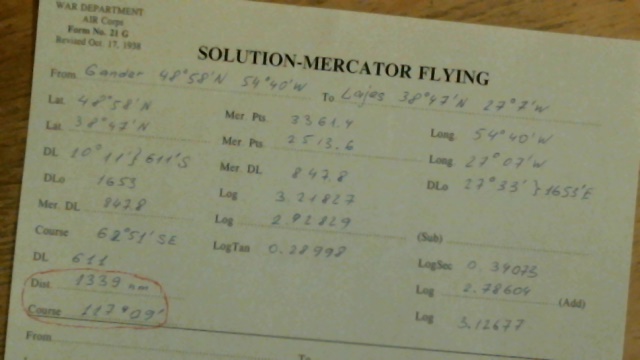 WAR DEPARTMENT
AIR Corps
Form No. 21 G
Revised Oct. 17, 1938
SOLUTION-MERCATOR FLYING
From Gander 48°58'N 54°40'W To Lajes 38°47'N 27°7'W
Lat. 48°58'N Mer. Pts. 3361.4 Long. 54°40'W
Lat. 38°47'N Mer. Pts. 2513.6 Long. 27°07'W
DL 10°11'}611'S Mer. DL 847.8 DLo 27°33'}1653'E
DLo 1653 Log 3.21827
Mer. DL 847.8 Log 2.92829 (Sub)
Course 62°51'SE LogTan 0.28998 LogSec 0.34073
DL 611 Log 2.78604 (Add)
Dist. 1339 nm Log 3.12677
Course 117°09'
From To